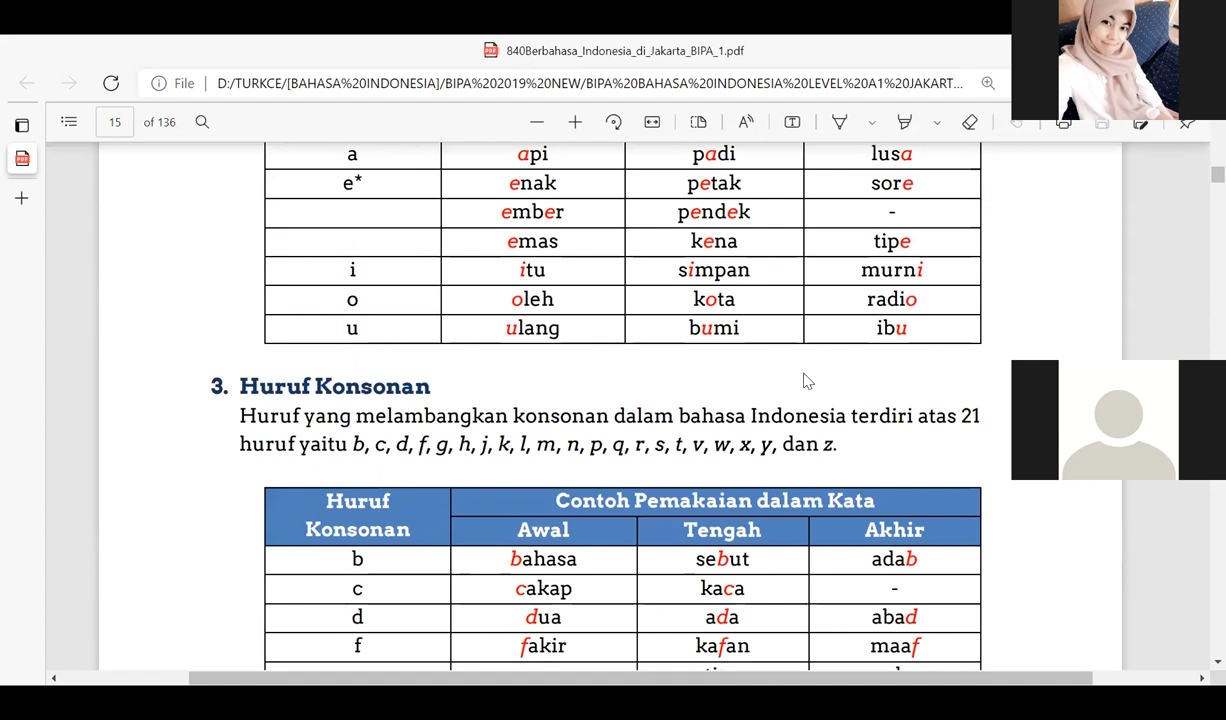 840Berbahasa_Indonesia_di_Jakarta_BIPA_1.pdf
File D:/TURKCE/[BAHASA%20INDONESIA]/BIPA%202019%20NEW/BIPA%20BAHASA%20INDONESIA%20LEVEL%20A1%20JAKART...
15 of 136
a api padi lusa
e* enak petak sore
ember pendek -
emas kena tipe
i itu simpan murni
o oleh kota radio
u ulang bumi ibu
3. Huruf Konsonan
Huruf yang melambangkan konsonan dalam bahasa Indonesia terdiri atas 21
huruf yaitu b, c, d, f, g, h, j, k, l, m, n, p, q, r, s, t, v, w, x, y, dan z.
Huruf Konsonan Contoh Pemakaian dalam Kata
Awal Tengah Akhir
b bahasa sebut adab
c cakap kaca -
d dua ada abad
f fakir kafan maaf